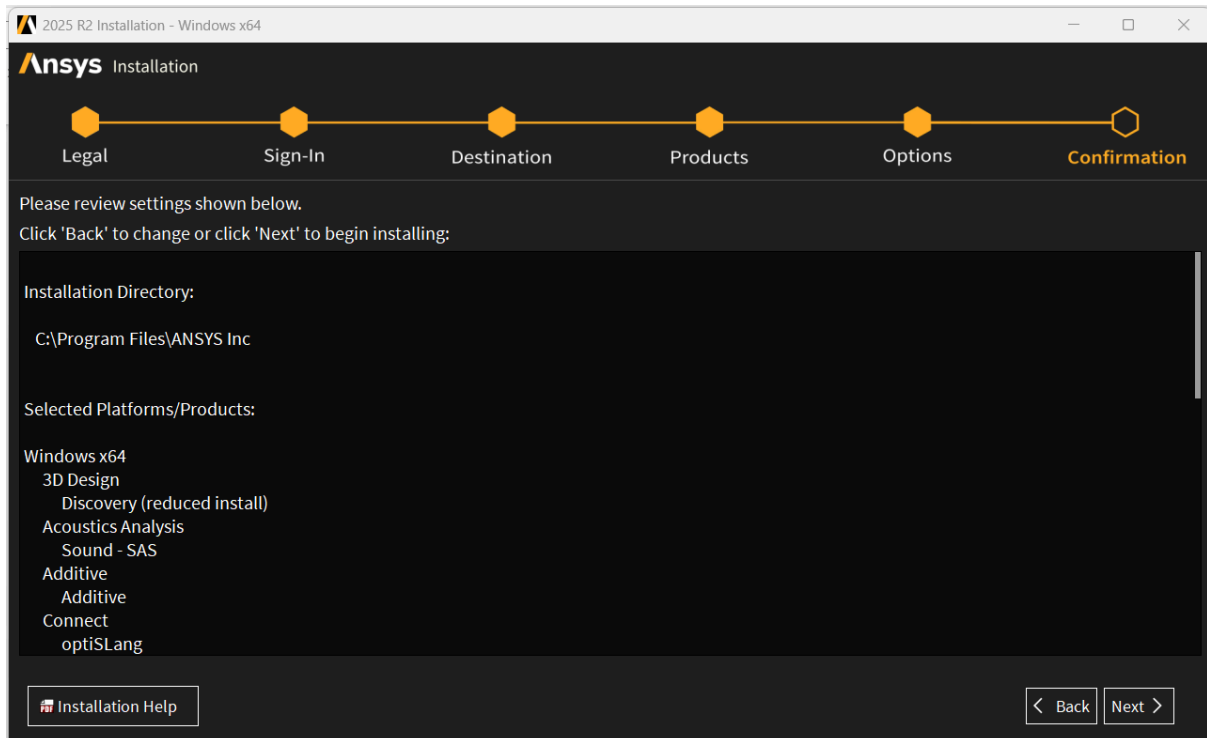 2025 R2 Installation - Windows x64
Ansys Installation
Legal
Sign-In
Destination
Products
Options
Confirmation
Please review settings shown below.
Click 'Back' to change or click 'Next' to begin installing:
Installation Directory:
C:\Program Files\ANSYS Inc
Selected Platforms/Products:
Windows x64
3D Design
Discovery (reduced install)
Acoustics Analysis
Sound - SAS
Additive
Additive
Connect
optiSLang
PDF Installation Help
Back
Next